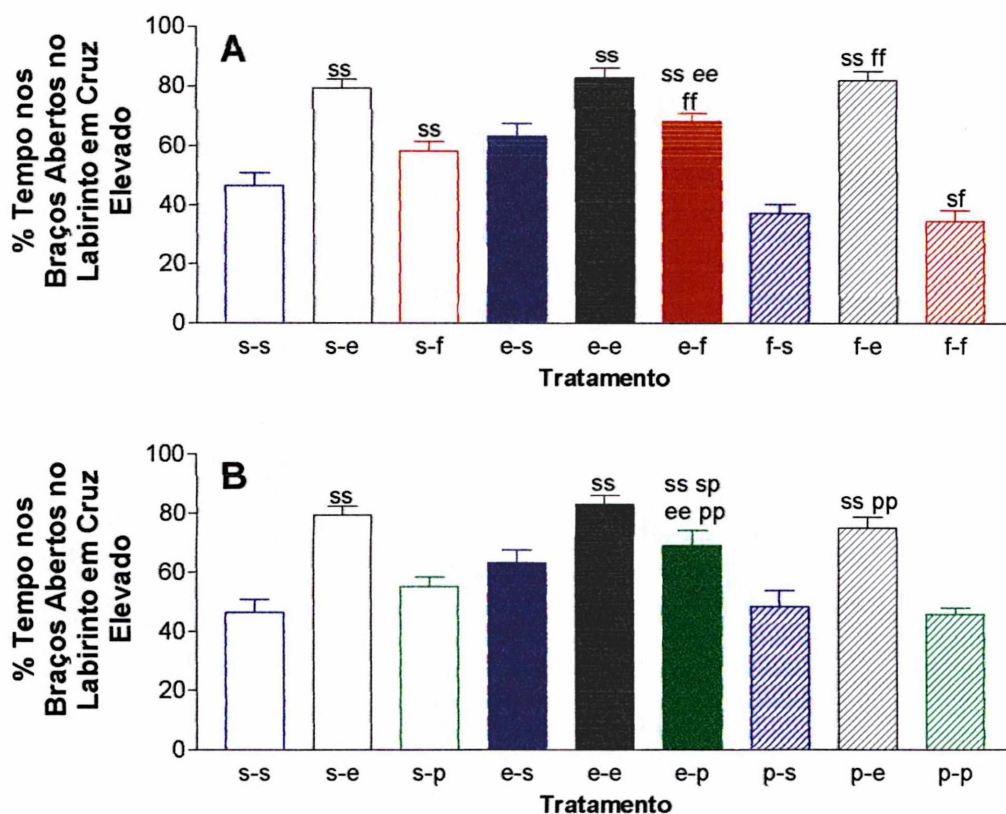 A
% Tempo nos
Braços Abertos no
Labirinto em Cruz
Elevado
100
80
60
40
20
0
ss
ss
ss
ss ee
ff
ss ff
sf
s-s s-e s-f e-s e-e e-f f-s f-e f-f
Tratamento
B
% Tempo nos
Braços Abertos no
Labirinto em Cruz
Elevado
100
80
60
40
20
0
ss
ss
ss sp
ee pp
ss pp
s-s s-e s-p e-s e-e e-p p-s p-e p-p
Tratamento